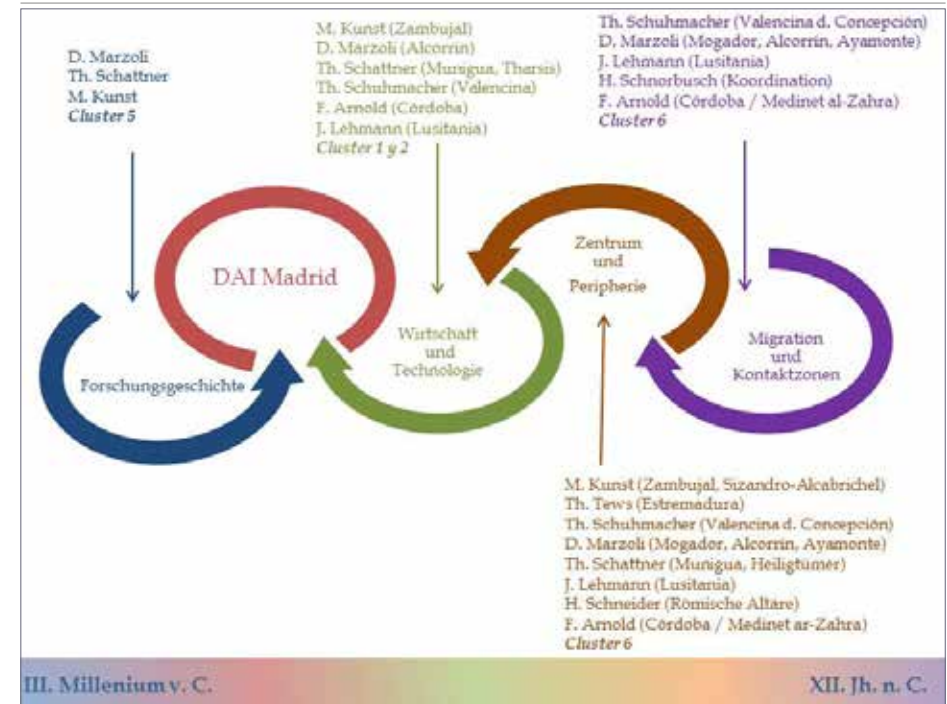 D. Marzoli
Th. Schattner
M. Kunst
Cluster 5
M. Kunst (Zambujal)
D. Marzoli (Alcorrín)
Th. Schattner (Munigua, Tharsis)
Th. Schuhmacher (Valencina)
F. Arnold (Córdoba)
J. Lehmann (Lusitania)
Cluster 1 y 2
Th. Schuhmacher (Valencina d. Concepción)
D. Marzoli (Mogador, Alcorrín, Ayamonte)
J. Lehmann (Lusitania)
H. Schnorbusch (Koordination)
F. Arnold (Córdoba / Medinet al-Zahra)
Cluster 6
DAI Madrid
Forschungsgeschichte
Wirtschaft
und
Technologie
Zentrum
und
Peripherie
Migration
und
Kontaktzonen
M. Kunst (Zambujal, Sizandro-Alcabrichel)
Th. Tews (Estremadura)
Th. Schuhmacher (Valencina d. Concepción)
D. Marzoli (Mogador, Alcorrín, Ayamonte)
Th. Schattner (Munigua, Heiligtümer)
J. Lehmann (Lusitania)
H. Schneider (Römische Altäre)
F. Arnold (Córdoba / Medinet ar-Zahra)
Cluster 6
III. Millenium v. C.
XII. Jh. n. C.